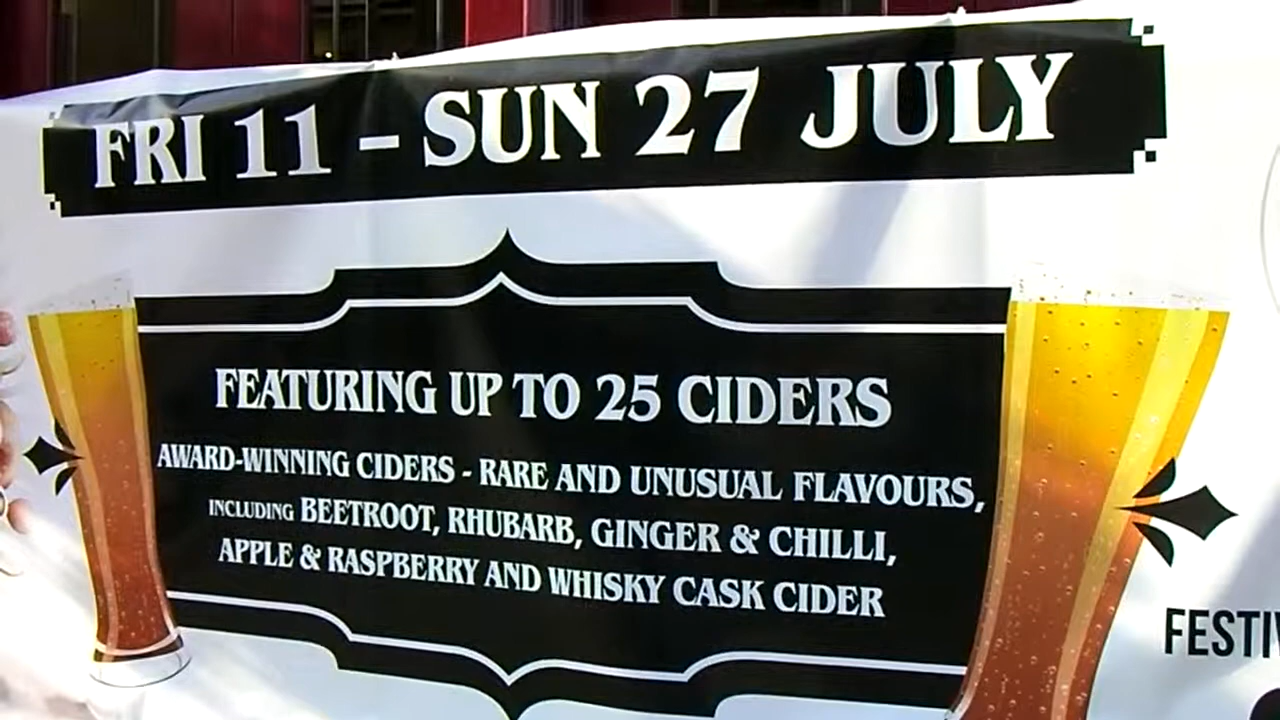 FRI 11 – SUN 27 JULY
FEATURING UP TO 25 CIDERS
AWARD-WINNING CIDERS - RARE AND UNUSUAL FLAVOURS,
INCLUDING BEETROOT, RHUBARB, GINGER & CHILLI,
APPLE & RASPBERRY AND WHISKY CASK CIDER